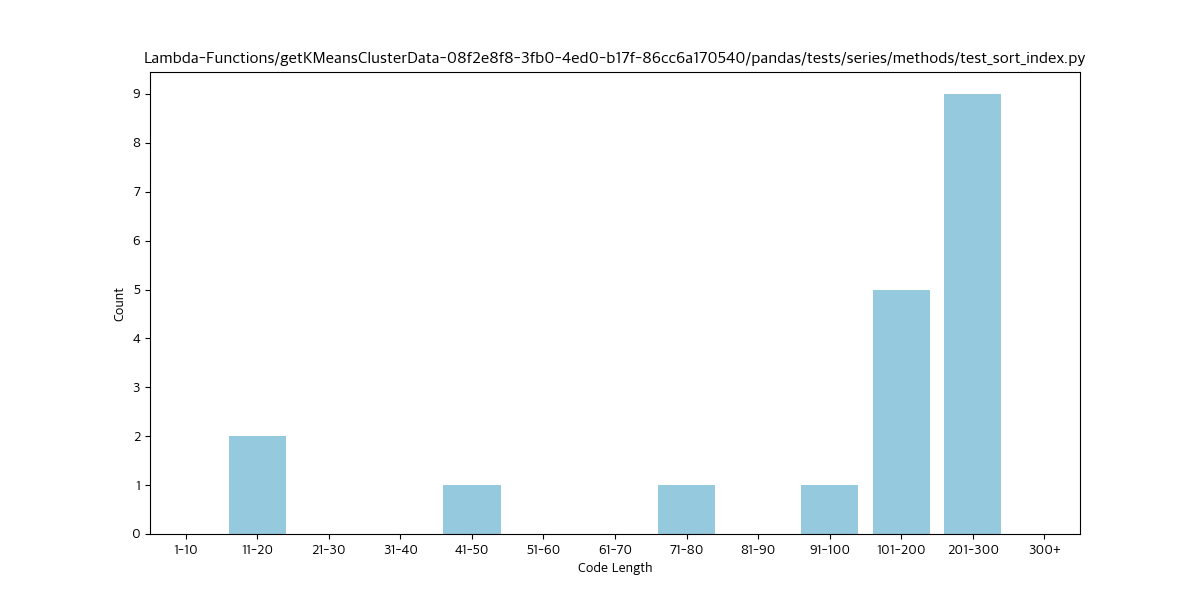 Lambda-Functions/getKMeansClusterData-08f2e8f8-3fb0-4ed0-b17f-86cc6a170540/pandas/tests/series/methods/test_sort_index.py
9
8
7
6
5
4
3
2
1
0
Count
1-10 11-20 21-30 31-40 41-50 51-60 61-70 71-80 81-90 91-100 101-200 201-300 300+
Code Length